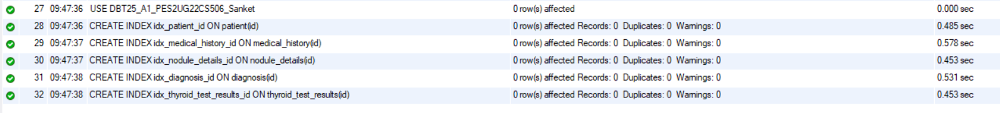 27 09:47:36 USE DBT25_A1_PES2UG22CS506_Sanket 0 row(s) affected 0.000 sec
28 09:47:36 CREATE INDEX idx_patient_id ON patient(id) 0 row(s) affected Records: 0 Duplicates: 0 Warnings: 0 0.485 sec
29 09:47:37 CREATE INDEX idx_medical_history_id ON medical_history(id) 0 row(s) affected Records: 0 Duplicates: 0 Warnings: 0 0.578 sec
30 09:47:37 CREATE INDEX idx_nodule_details_id ON nodule_details(id) 0 row(s) affected Records: 0 Duplicates: 0 Warnings: 0 0.453 sec
31 09:47:38 CREATE INDEX idx_diagnosis_id ON diagnosis(id) 0 row(s) affected Records: 0 Duplicates: 0 Warnings: 0 0.531 sec
32 09:47:38 CREATE INDEX idx_thyroid_test_results_id ON thyroid_test_results(id) 0 row(s) affected Records: 0 Duplicates: 0 Warnings: 0 0.453 sec